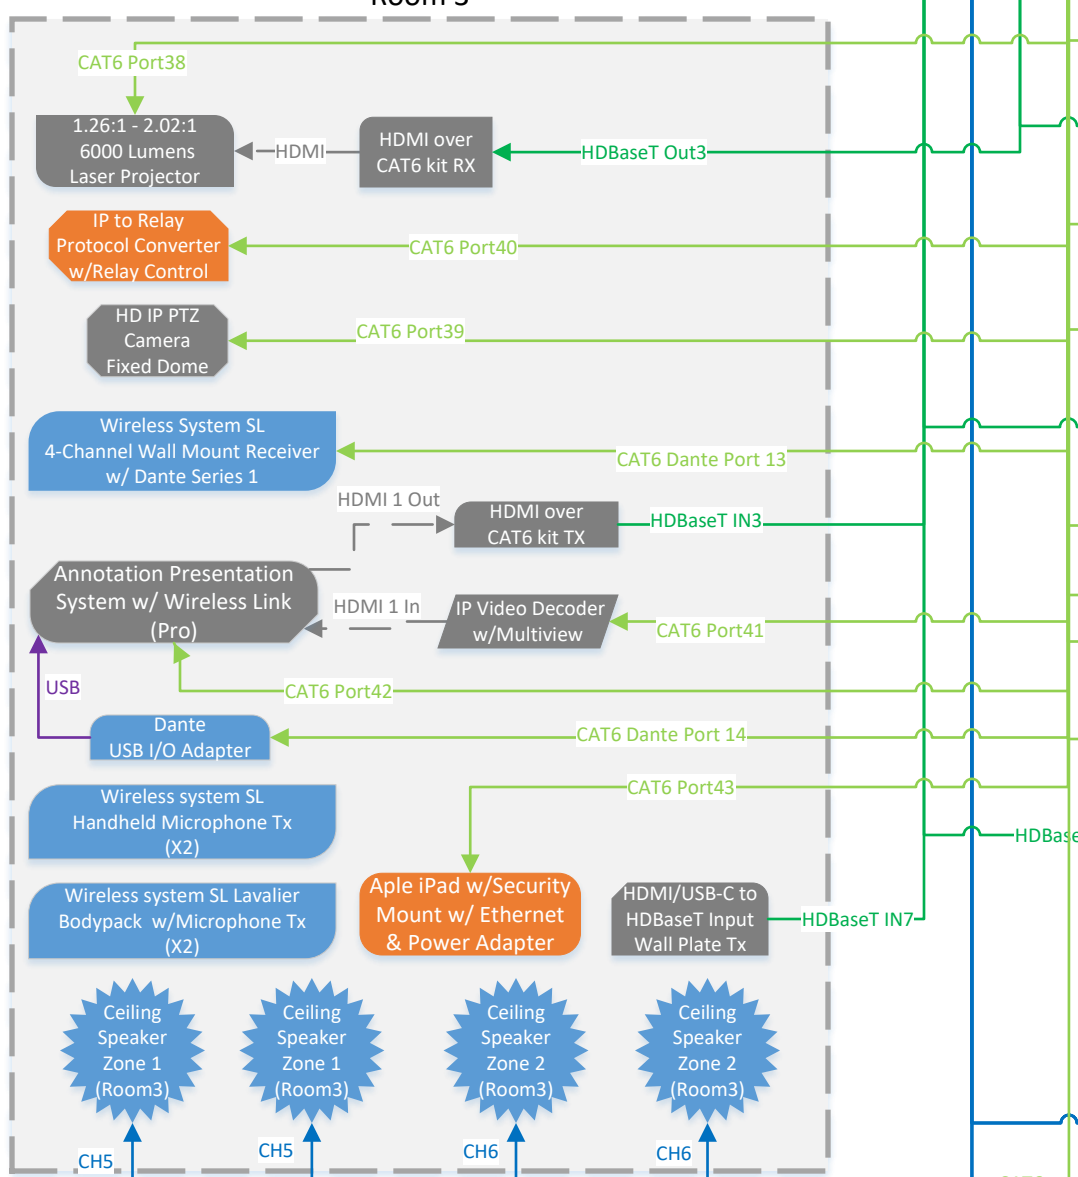 CAT6 Port38
1.26:1 - 2.02:1
6000 Lumens
Laser Projector
HDMI
HDMI over
CAT6 kit RX
HDBaseT Out3
IP to Relay
Protocol Converter
w/Relay Control
CAT6 Port40
HD IP PTZ
Camera
Fixed Dome
CAT6 Port39
Wireless System SL
4-Channel Wall Mount Receiver
w/ Dante Series 1
CAT6 Dante Port 13
HDMI 1 Out
HDMI over
CAT6 kit TX
HDBaseT IN3
Annotation Presentation
System w/ Wireless Link
(Pro)
HDMI 1 In
IP Video Decoder
w/Multiview
CAT6 Port41
USB
CAT6 Port42
Dante
USB I/O Adapter
CAT6 Dante Port 14
Wireless system SL
Handheld Microphone Tx
(X2)
CAT6 Port43
HDBase
Wireless system SL Lavalier
Bodypack w/Microphone Tx
(X2)
Aple iPad w/Security
Mount w/ Ethernet
& Power Adapter
HDMI/USB-C to
HDBaseT Input
Wall Plate Tx
HDBaseT IN7
Ceiling
Speaker
Zone 1
(Room3)
Ceiling
Speaker
Zone 1
(Room3)
Ceiling
Speaker
Zone 2
(Room3)
Ceiling
Speaker
Zone 2
(Room3)
CH5
CH5
CH6
CH6